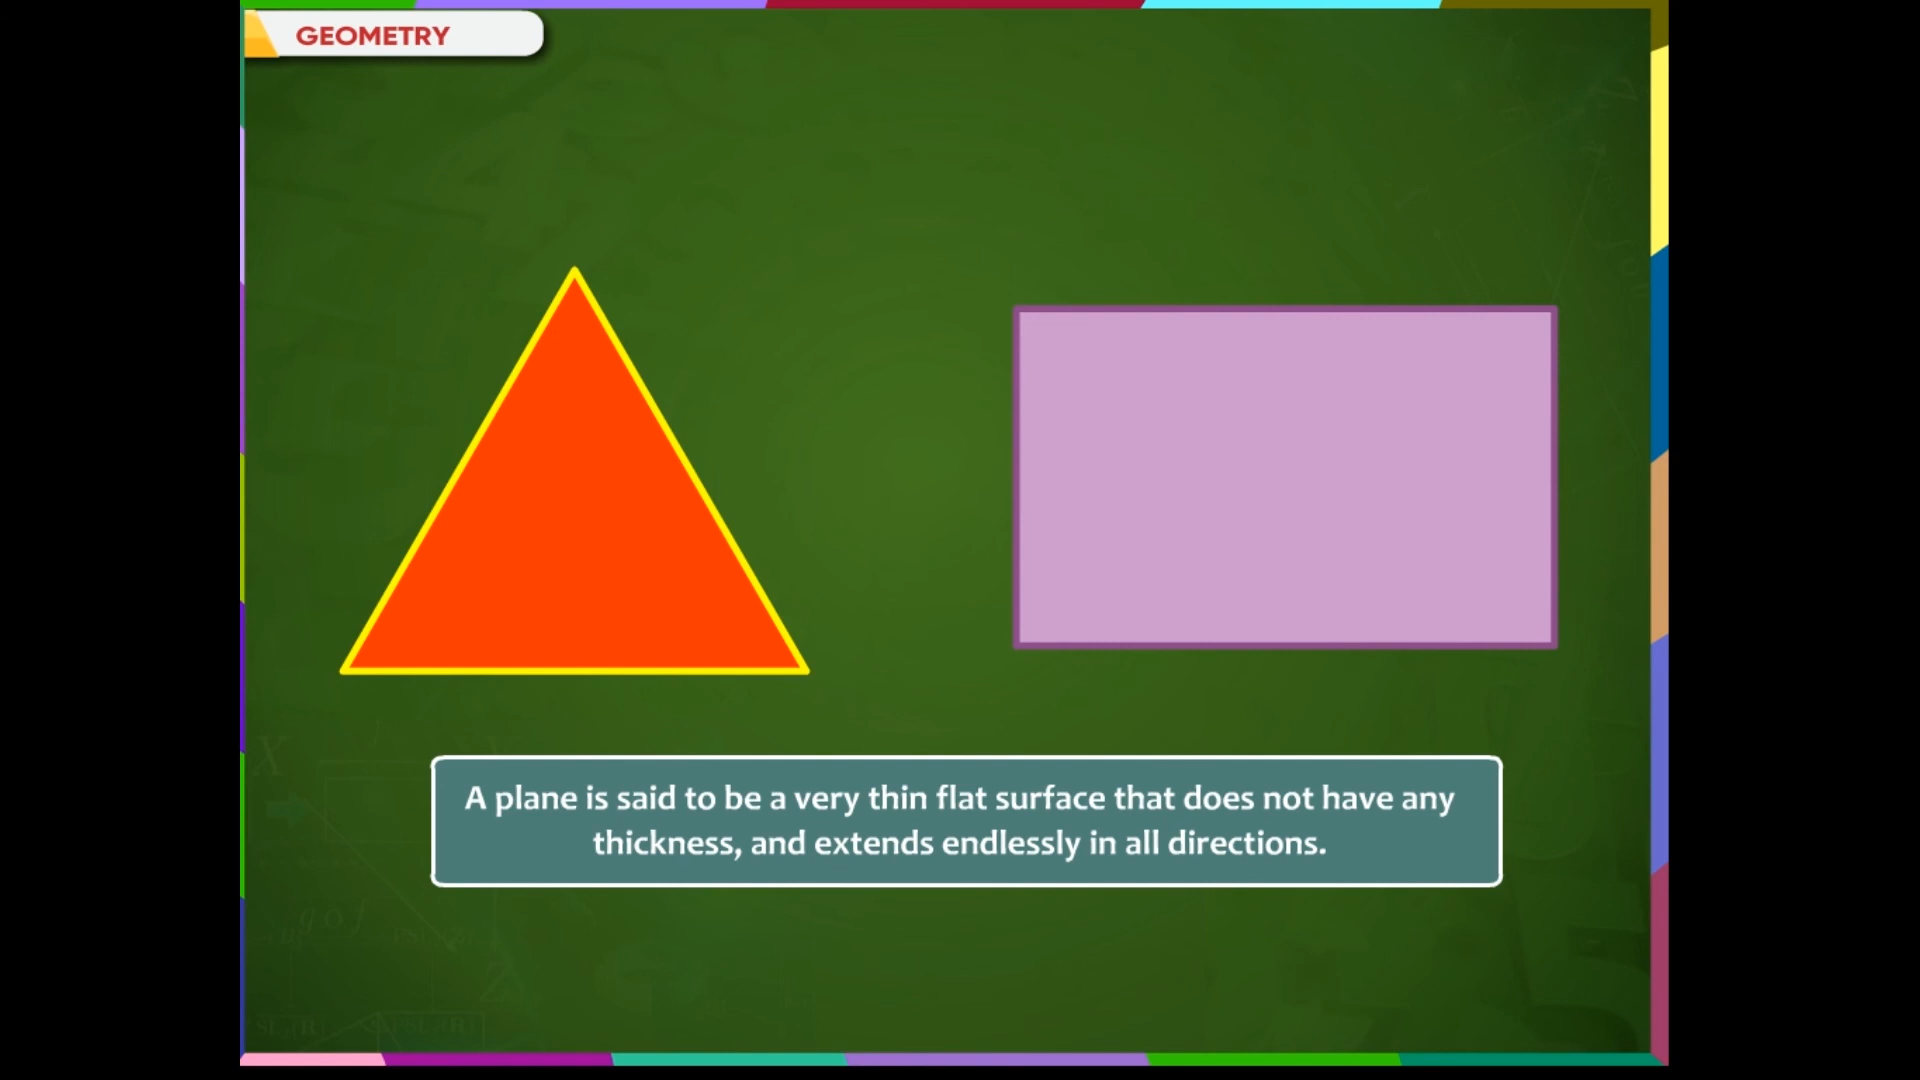 GEOMETRY
A plane is said to be a very thin flat surface that does not have any
thickness, and extends endlessly in all directions.